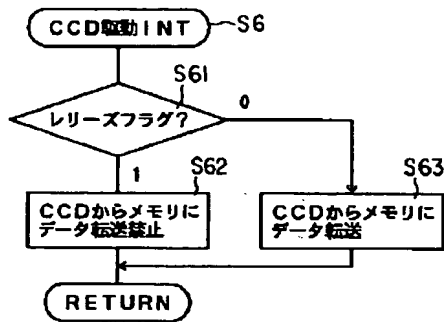 CCD駆動INT
S6
S61
レリーズフラグ?
0
1
S62
S63
CCDからメモリに
データ転送禁止
CCDからメモリに
データ転送
RETURN